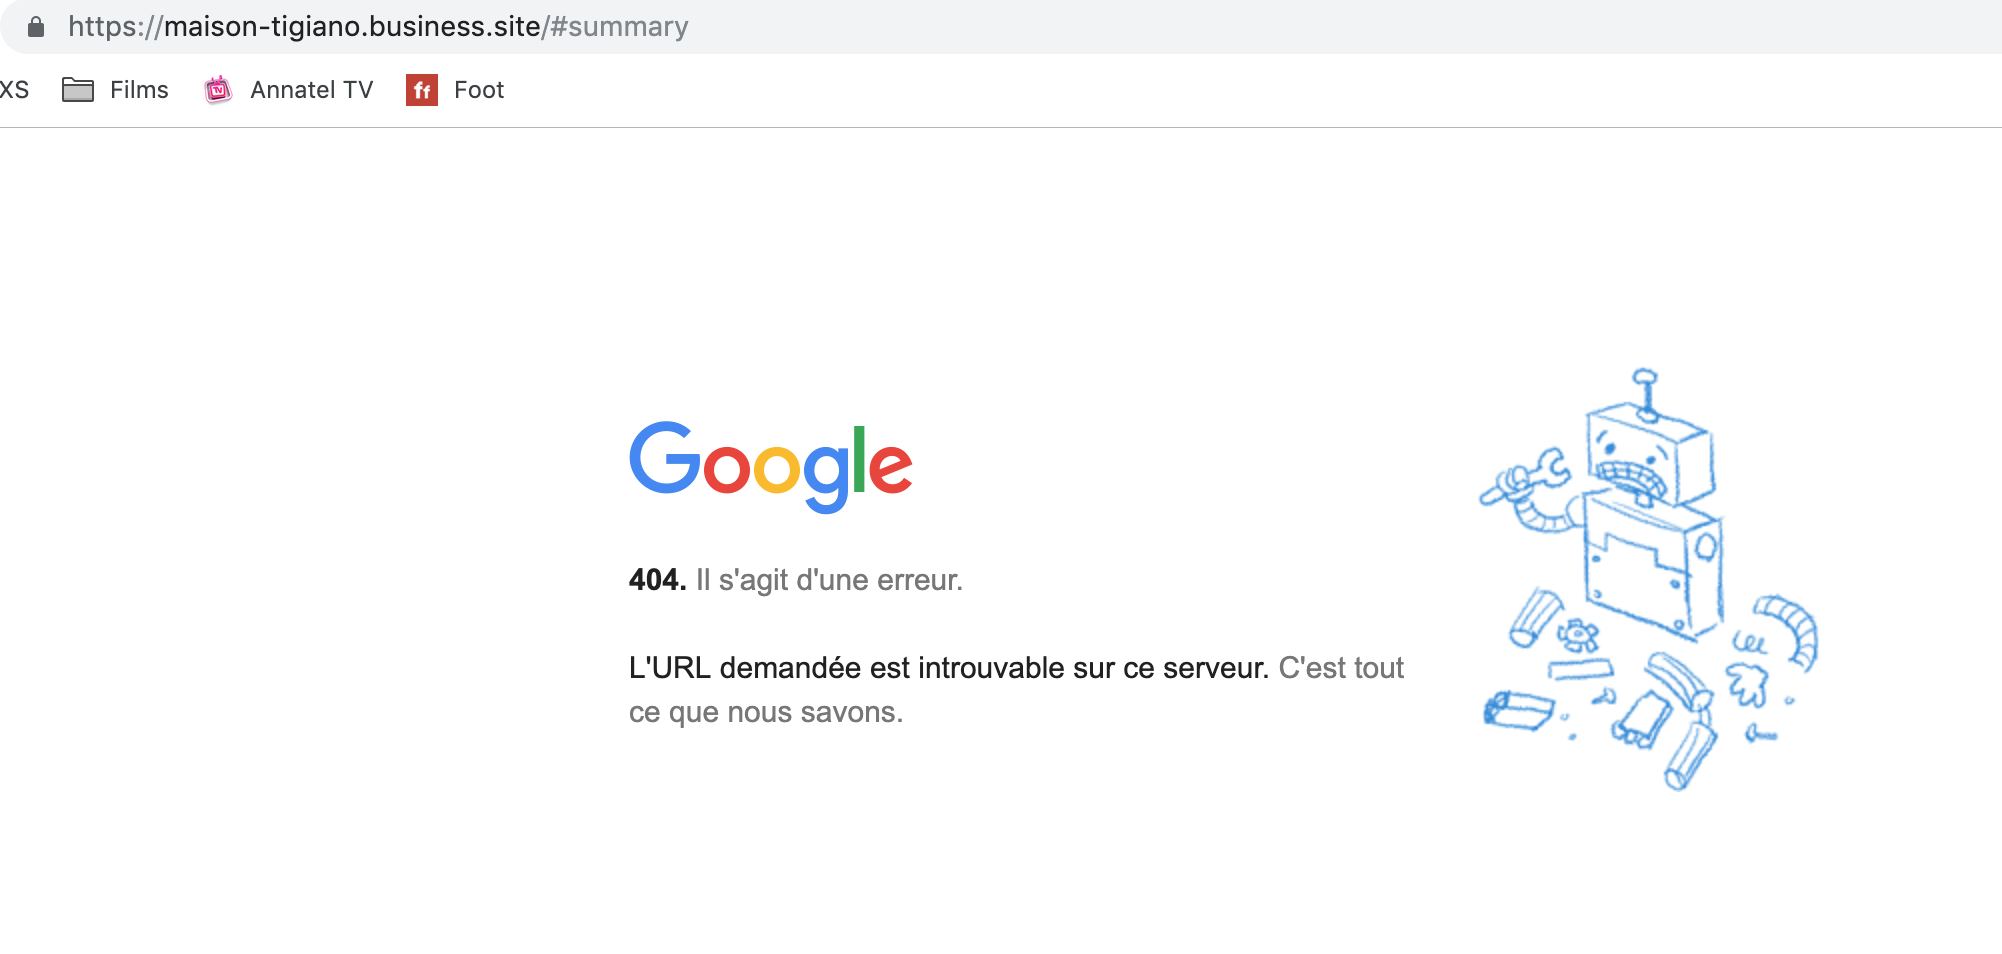 https://maison-tigiano.business.site/#summary
XS Films Annatel TV ff Foot
Google
404. Il s'agit d'une erreur.
L'URL demandée est introuvable sur ce serveur. C'est tout
ce que nous savons.